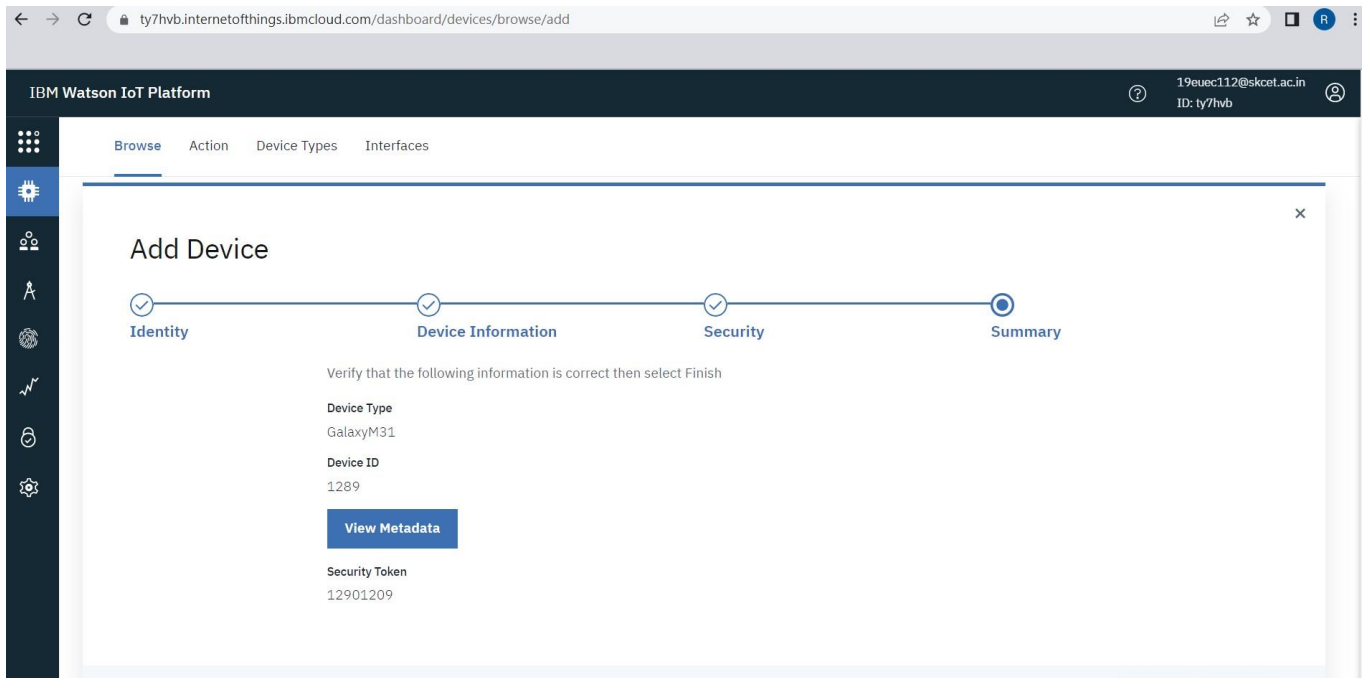 ty7hvb.internetofthings.ibmcloud.com/dashboard/devices/browse/add
R
IBM Watson IoT Platform
19euec112@skcet.ac.in
ID: ty7hvb
Browse Action Device Types Interfaces
Add Device
Identity Device Information Security Summary
Verify that the following information is correct then select Finish
Device Type
GalaxyM31
Device ID
1289
View Metadata
Security Token
12901209